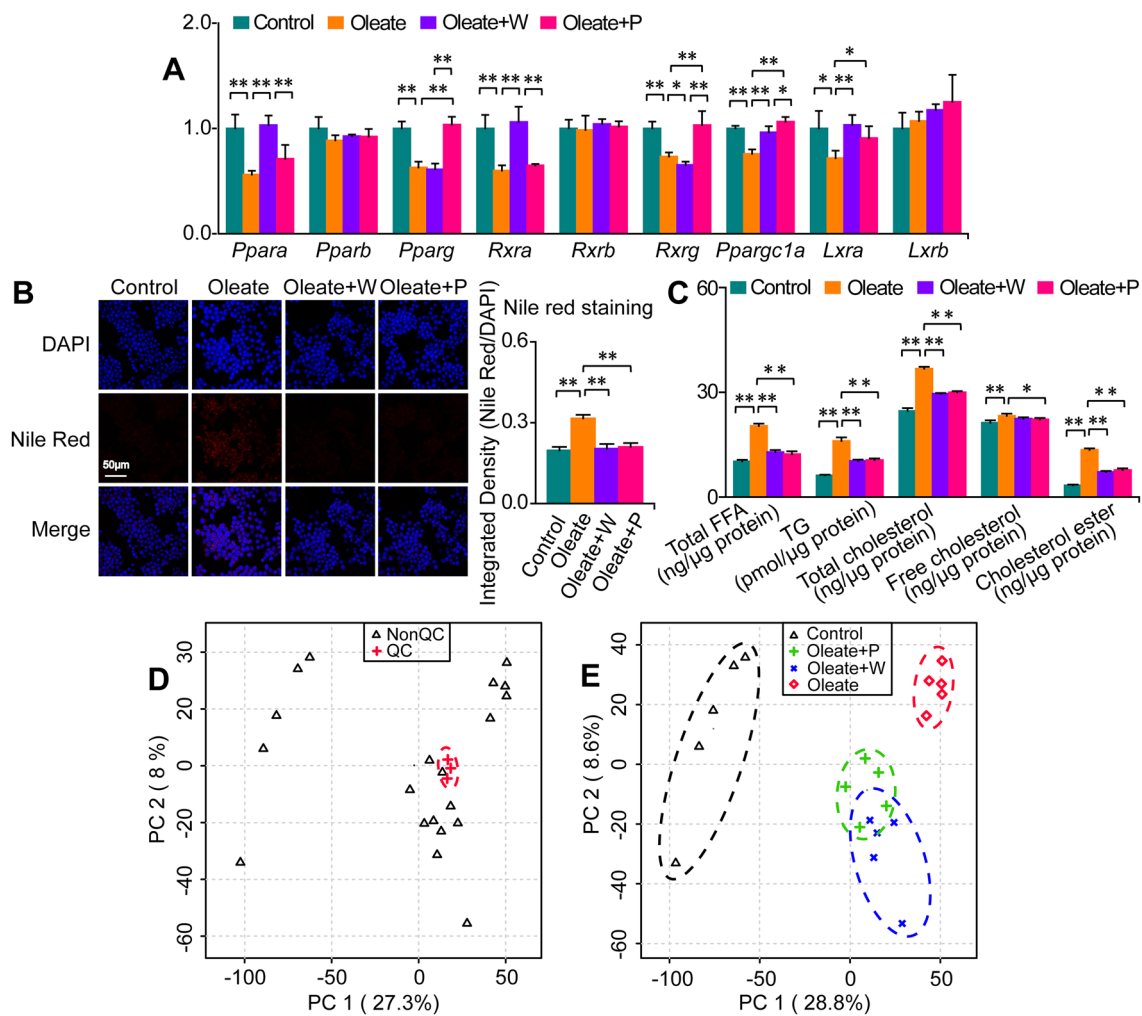 Control Oleate Oleate+W Oleate+P
A
2.0
1.0
0.0
** ** ** ** ** ** ** ** ** ** * ** ** ** ** * ** * ** *
Ppara Pparb Pparg Rxra Rxrb Rxrg Ppargc1a Lxra Lxrb
B
Control Oleate Oleate+W Oleate+P
DAPI
Nile Red
50μm
Merge
Nile red staining
Integrated Density (Nile Red/DAPI)
0.6
0.3
0.0
** ** **
Control
Oleate
Oleate+W
Oleate+P
C
Control Oleate Oleate+W Oleate+P
60
30
0
** ** ** ** ** ** ** ** ** ** * ** ** **
Total FFA
(ng/μg protein)
TG
(pmol/μg protein)
Total cholesterol
(ng/μg protein)
Free cholesterol
(ng/μg protein)
Cholesterol ester
(ng/μg protein)
D
NonQC
QC
PC 2 ( 8 %)
30
20
0
-20
-40
-60
-100 -50 0 50
PC 1 ( 27.3%)
E
Control
Oleate+P
Oleate+W
Oleate
PC 2 ( 8.6%)
40
20
0
-20
-40
-60
-100 -50 0 50
PC 1 ( 28.8%)